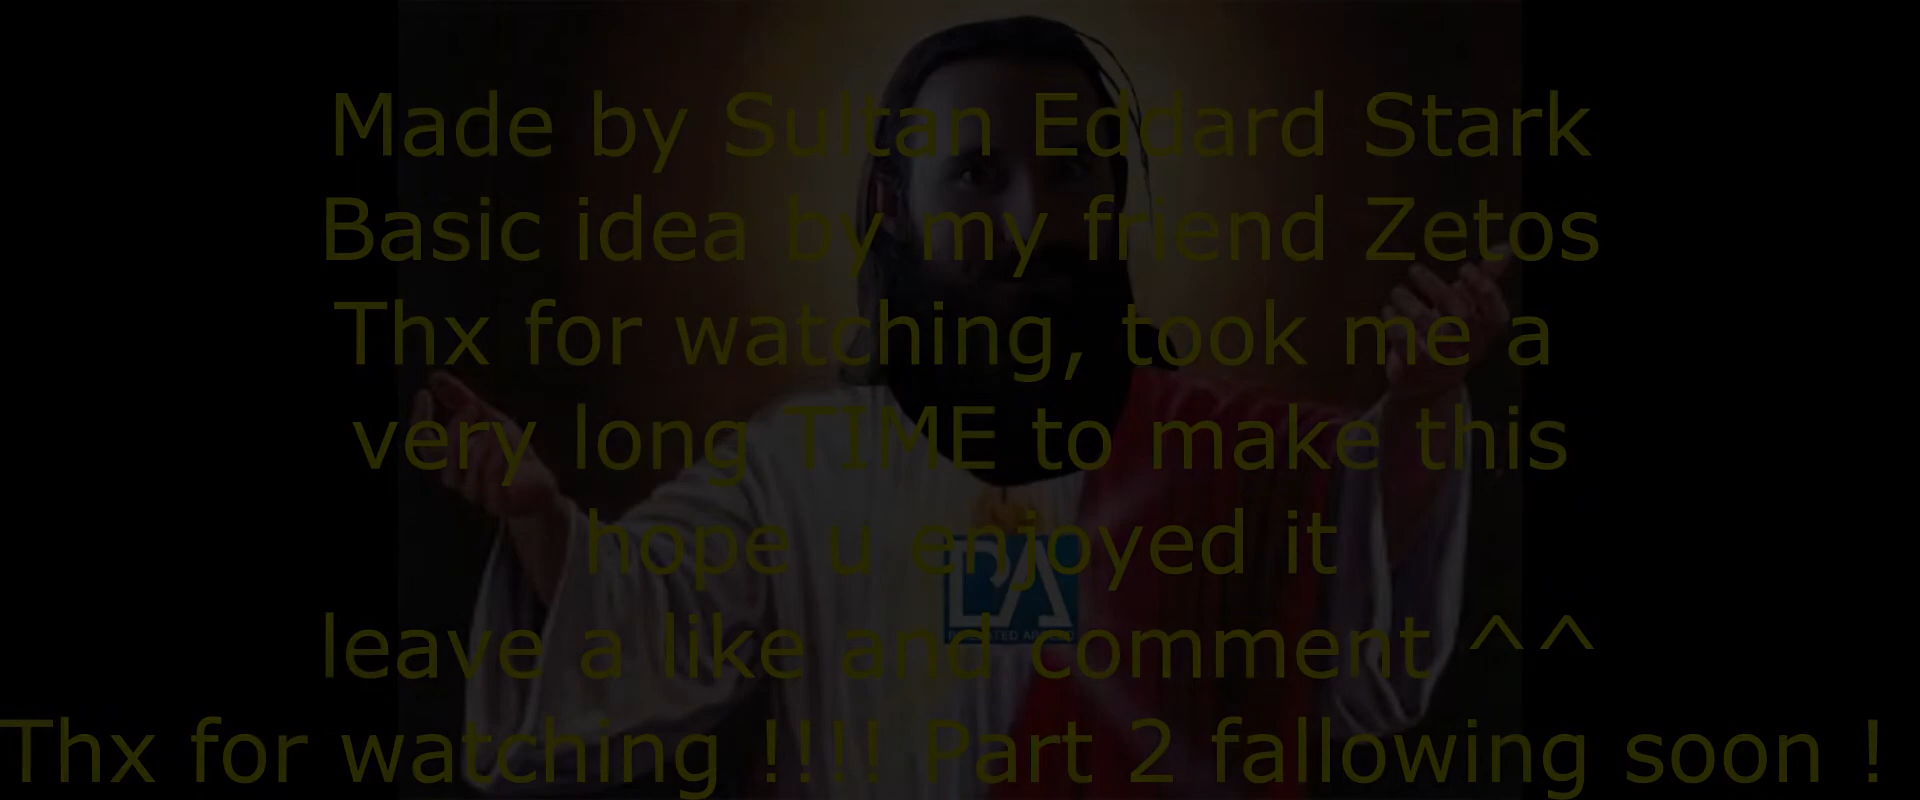 Made by Sultan Eddard Stark
Basic idea by my friend Zetos
Thx for watching, took me a
very long TIME to make this
hope u enjoyed it
leave a like and comment ^^
Thx for watching !!!! Part 2 fallowing soon !